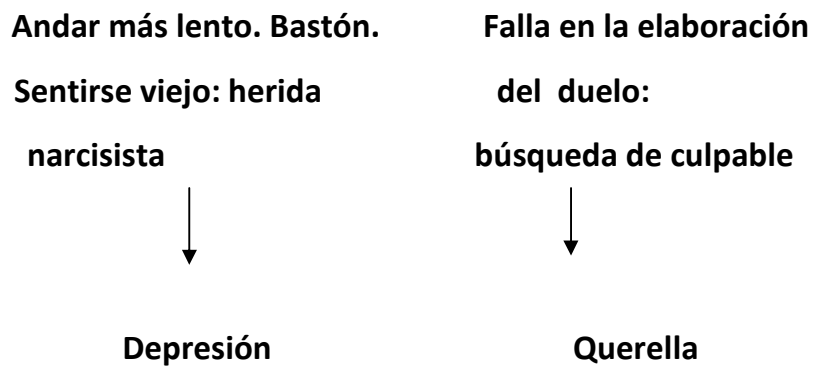 Andar más lento. Bastón.
Sentirse viejo: herida
narcisista
Depresión
Falla en la elaboración
del duelo:
búsqueda de culpable
Querella